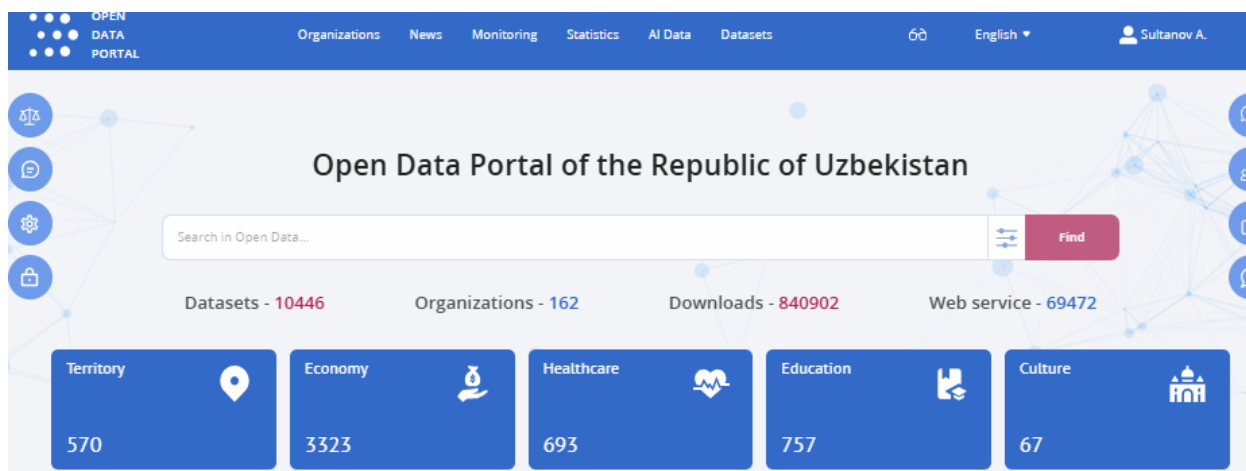 OPEN
DATA
PORTAL
Organizations News Monitoring Statistics AI Data Datasets English Sultanov A.
Open Data Portal of the Republic of Uzbekistan
Search in Open Data...
Find
Datasets - 10446 Organizations - 162 Downloads - 840902 Web service - 69472
Territory Economy Healthcare Education Culture
570 3323 693 757 67